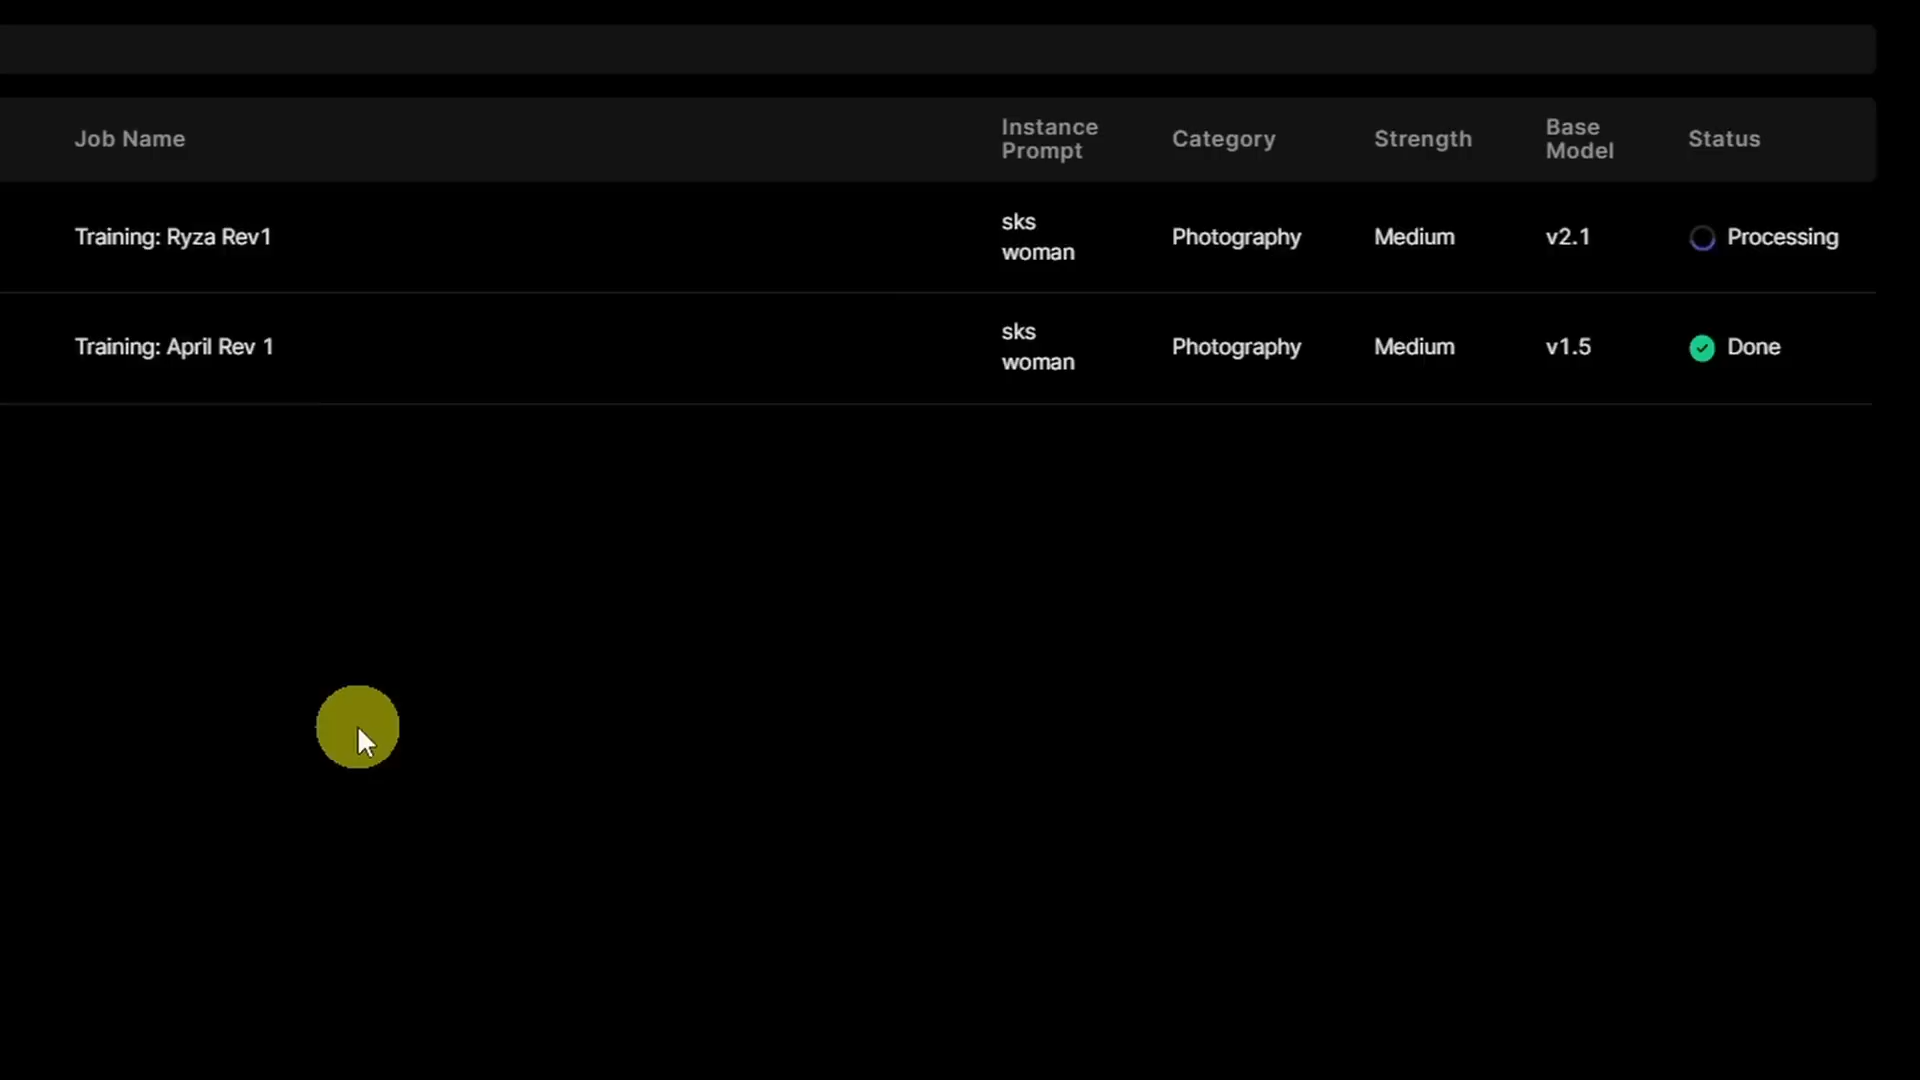 Job Name
Instance
Prompt
Category
Strength
Base
Model
Status
Training: Ryza Rev1
sks
woman
Photography
Medium
v2.1
Processing
Training: April Rev 1
sks
woman
Photography
Medium
v1.5
Done